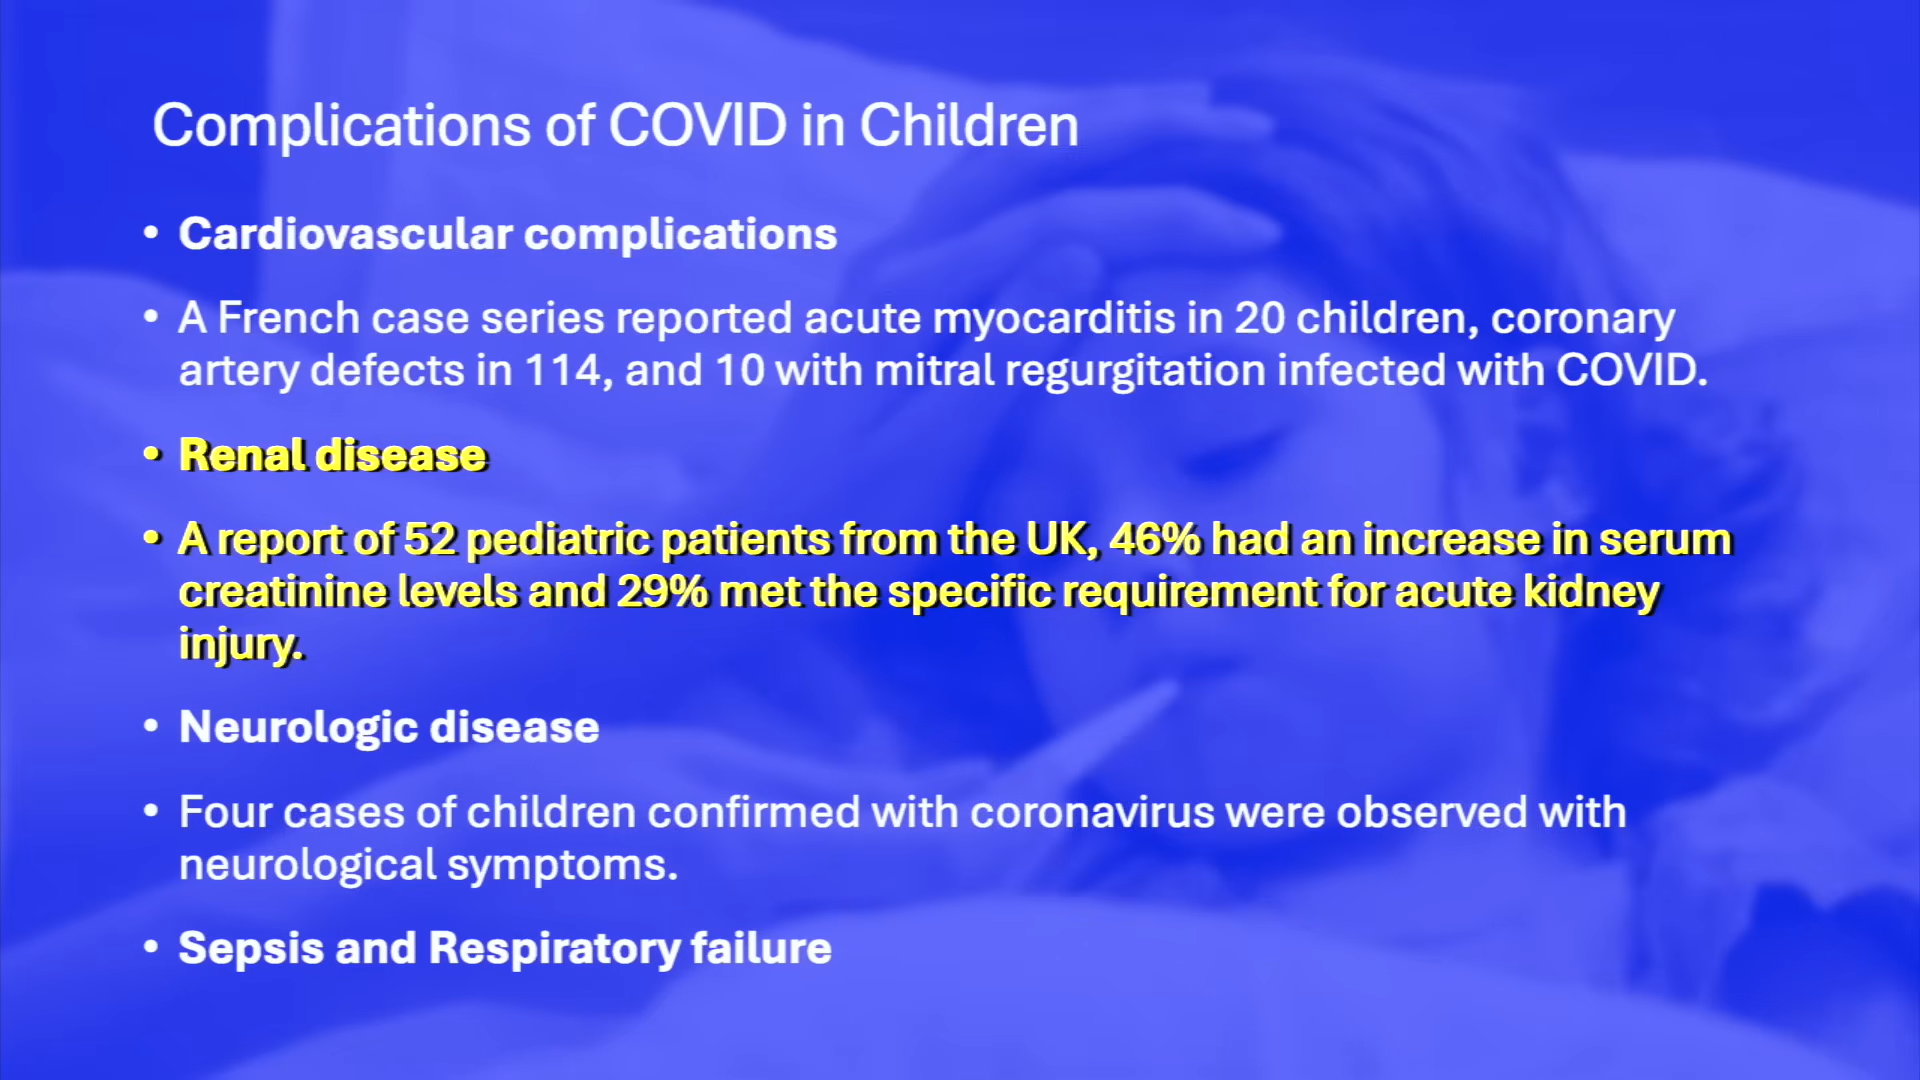 Complications of COVID in Children
• Cardiovascular complications
• A French case series reported acute myocarditis in 20 children, coronary
artery defects in 114, and 10 with mitral regurgitation infected with COVID.
• Renal disease
• A report of 52 pediatric patients from the UK, 46% had an increase in serum
creatinine levels and 29% met the specific requirement for acute kidney
injury.
• Neurologic disease
• Four cases of children confirmed with coronavirus were observed with
neurological symptoms.
• Sepsis and Respiratory failure